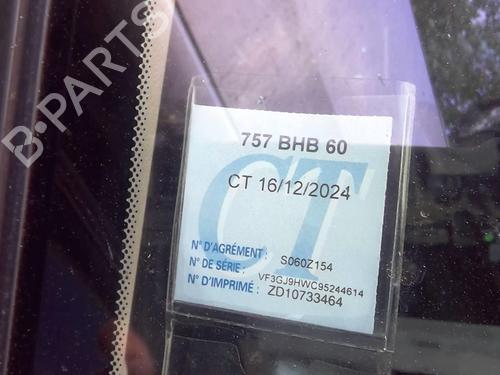 B-PARTS
757 BHB 60
CT 16/12/2024
CT
N° D'AGRÉMENT : S060Z154
N° DE SÉRIE : VF3GJ9HWC95244614
N° D'IMPRIMÉ : ZD10733464